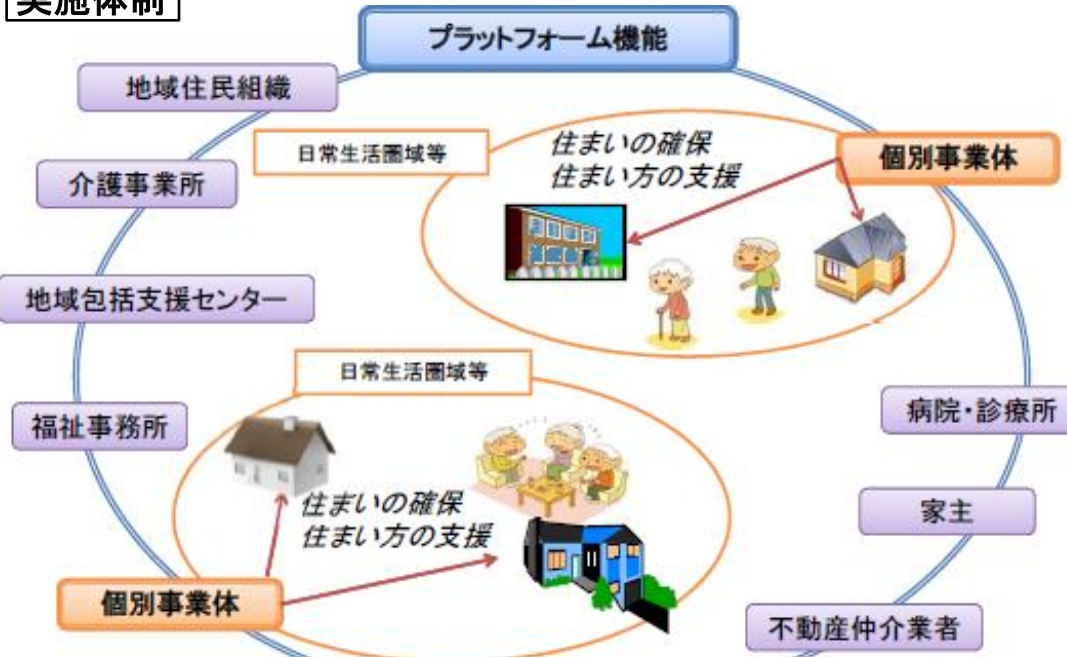 実施体制
プラットフォーム機能
地域住民組織
日常生活圏域等
住まいの確保
住まい方の支援
個別事業体
介護事業所
地域包括支援センター
日常生活圏域等
福祉事務所
病院・診療所
住まいの確保
住まい方の支援
家主
個別事業体
不動産仲介業者